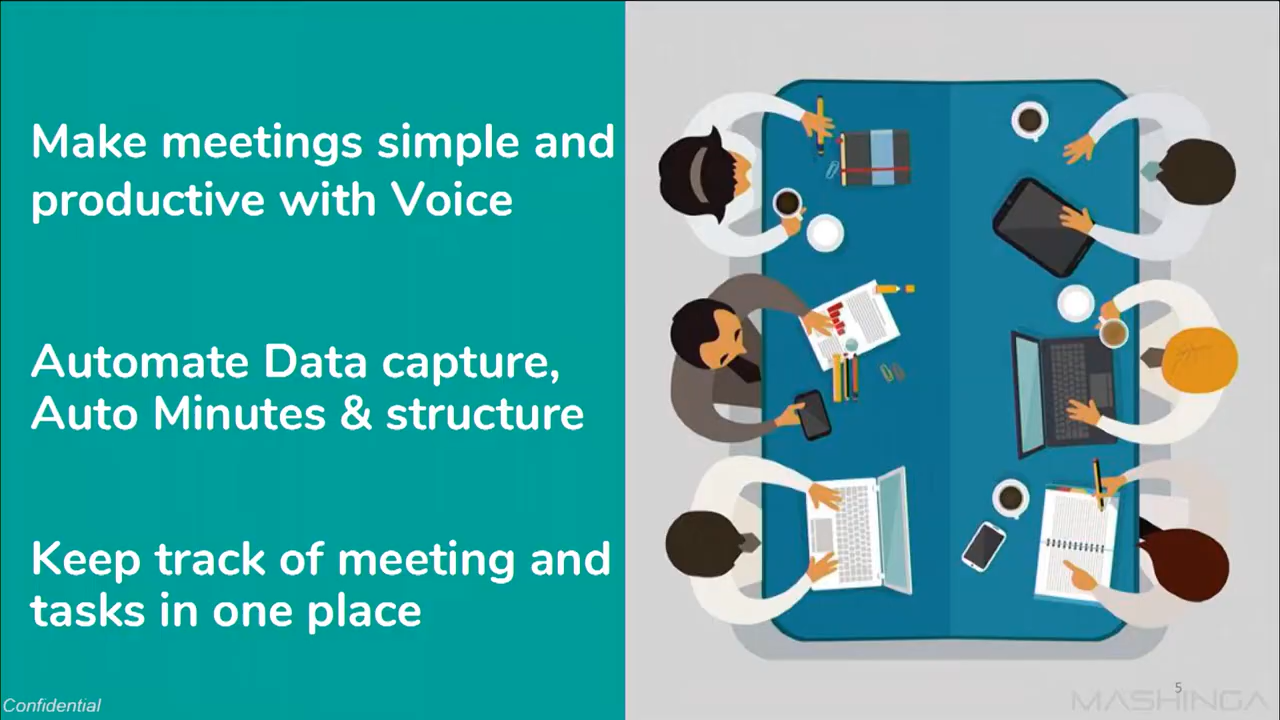 Make meetings simple and
productive with Voice
Automate Data capture,
Auto Minutes & structure
Keep track of meeting and
tasks in one place
Confidential
5
MASHINGA